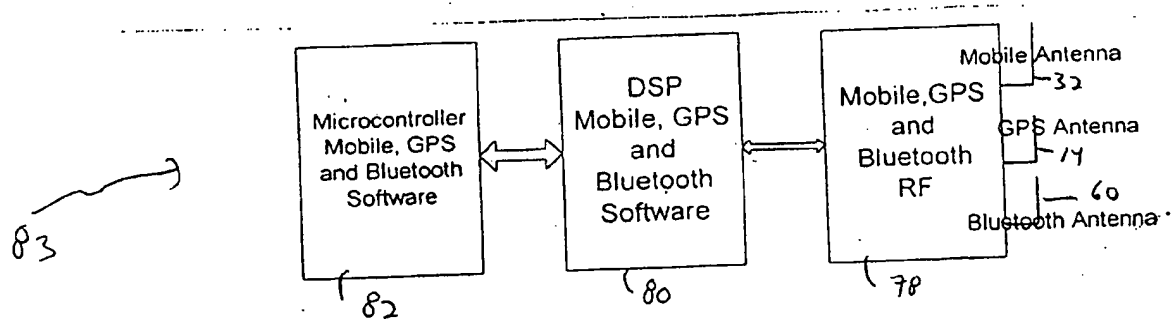 Microcontroller
Mobile, GPS
and Bluetooth
Software
82
DSP
Mobile, GPS
and
Bluetooth
Software
80
Mobile,GPS
and
Bluetooth
RF
78
Mobile Antenna
32
GPS Antenna
14
60
Bluetooth Antenna
83